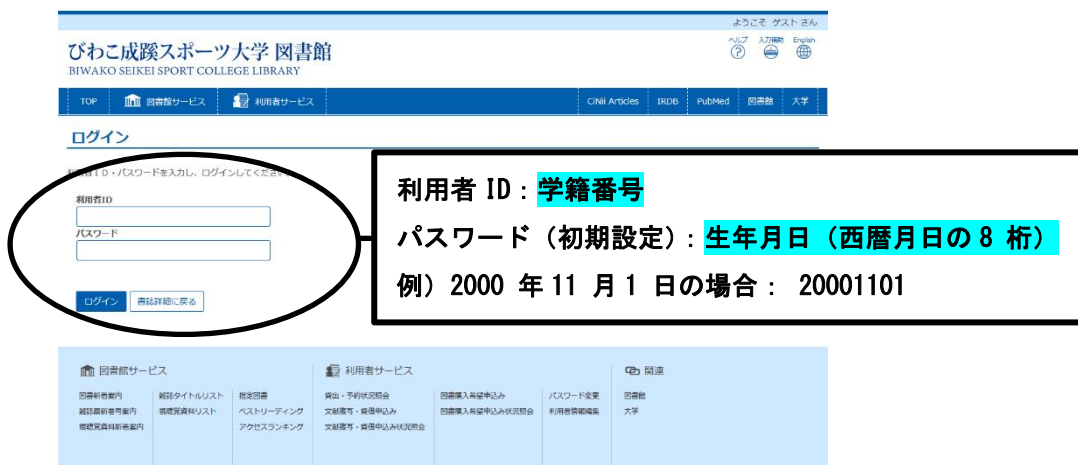 ようこそ ゲスト さん
びわこ成蹊スポーツ大学 図書館
BIWAKO SEIKEI SPORT COLLEGE LIBRARY
ヘルプ 入力補助 English
TOP 図書館サービス 利用者サービス CiNii Articles IRDB PubMed 図書館 大学
ログイン
利用者ID・パスワードを入力し、ログインしてください
利用者ID
パスワード
ログイン 書誌詳細に戻る
利用者 ID：学籍番号
パスワード（初期設定）：生年月日（西暦月日の 8 桁）
例）2000 年 11 月 1 日の場合： 20001101
図書館サービス 利用者サービス 関連
図書新着案内 雑誌タイトルリスト 指定図書 貸出・予約状況照会 図書購入希望申込み パスワード変更 図書館
雑誌最新巻号案内 視聴覚資料リスト ベストリーディング 文献複写・貸借申込み 図書購入希望申込み状況照会 利用者情報編集 大学
視聴覚資料新着案内 アクセスランキング 文献複写・貸借申込み状況照会